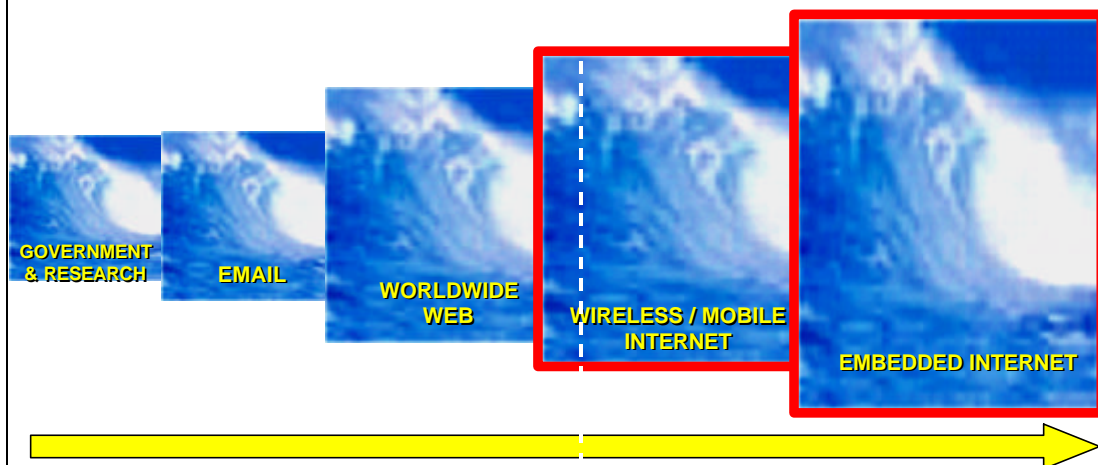 GOVERNMENT
& RESEARCH
EMAIL
WORLDWIDE
WEB
WIRELESS / MOBILE
INTERNET
EMBEDDED INTERNET